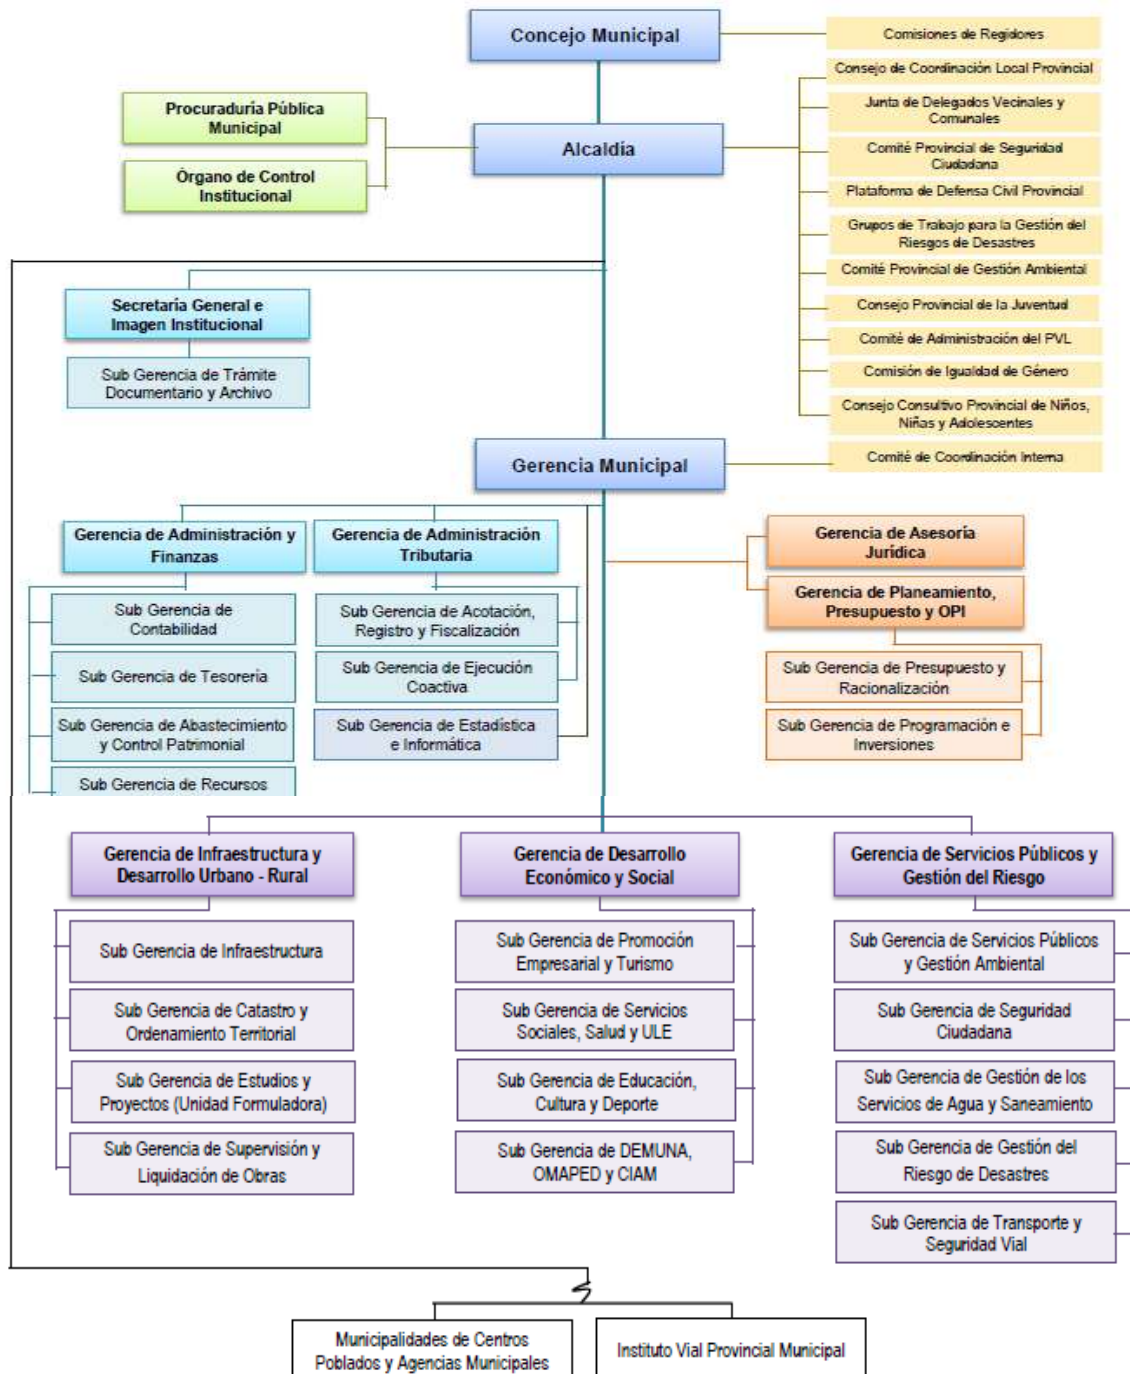 Concejo Municipal
Comisiones de Regidores
Consejo de Coordinación Local Provincial
Junta de Delegados Vecinales y
Comunales
Procuraduría Pública
Municipal
Alcaldía
Comité Provincial de Seguridad
Ciudadana
Órgano de Control
Institucional
Plataforma de Defensa Civil Provincial
Grupos de Trabajo para la Gestión del
Riesgos de Desastres
Comité Provincial de Gestión Ambiental
Secretaría General e
Imagen Institucional
Consejo Provincial de la Juventud
Comité de Administración del PVL
Sub Gerencia de Trámite
Documentario y Archivo
Comisión de Igualdad de Género
Consejo Consultivo Provincial de Niños,
Niñas y Adolescentes
Gerencia Municipal
Comité de Coordinación Interna
Gerencia de Administración y
Finanzas
Gerencia de Administración
Tributaria
Gerencia de Asesoría
Jurídica
Gerencia de Planeamiento,
Presupuesto y OPI
Sub Gerencia de
Contabilidad
Sub Gerencia de Acotación,
Registro y Fiscalización
Sub Gerencia de Tesorería
Sub Gerencia de Ejecución
Coactiva
Sub Gerencia de Presupuesto y
Racionalización
Sub Gerencia de Abastecimiento
y Control Patrimonial
Sub Gerencia de Estadística
e Informática
Sub Gerencia de Programación e
Inversiones
Sub Gerencia de Recursos
Gerencia de Infraestructura y
Desarrollo Urbano - Rural
Gerencia de Desarrollo
Económico y Social
Gerencia de Servicios Públicos y
Gestión del Riesgo
Sub Gerencia de Infraestructura
Sub Gerencia de Promoción
Empresarial y Turismo
Sub Gerencia de Servicios Públicos
y Gestión Ambiental
Sub Gerencia de Catastro y
Ordenamiento Territorial
Sub Gerencia de Servicios
Sociales, Salud y ULE
Sub Gerencia de Seguridad
Ciudadana
Sub Gerencia de Estudios y
Proyectos (Unidad Formuladora)
Sub Gerencia de Educación,
Cultura y Deporte
Sub Gerencia de Gestión de los
Servicios de Agua y Saneamiento
Sub Gerencia de Supervisión y
Liquidación de Obras
Sub Gerencia de DEMUNA,
OMAPED y CIAM
Sub Gerencia de Gestión del
Riesgo de Desastres
Sub Gerencia de Transporte y
Seguridad Vial
Municipalidades de Centros
Poblados y Agencias Municipales
Instituto Vial Provincial Municipal